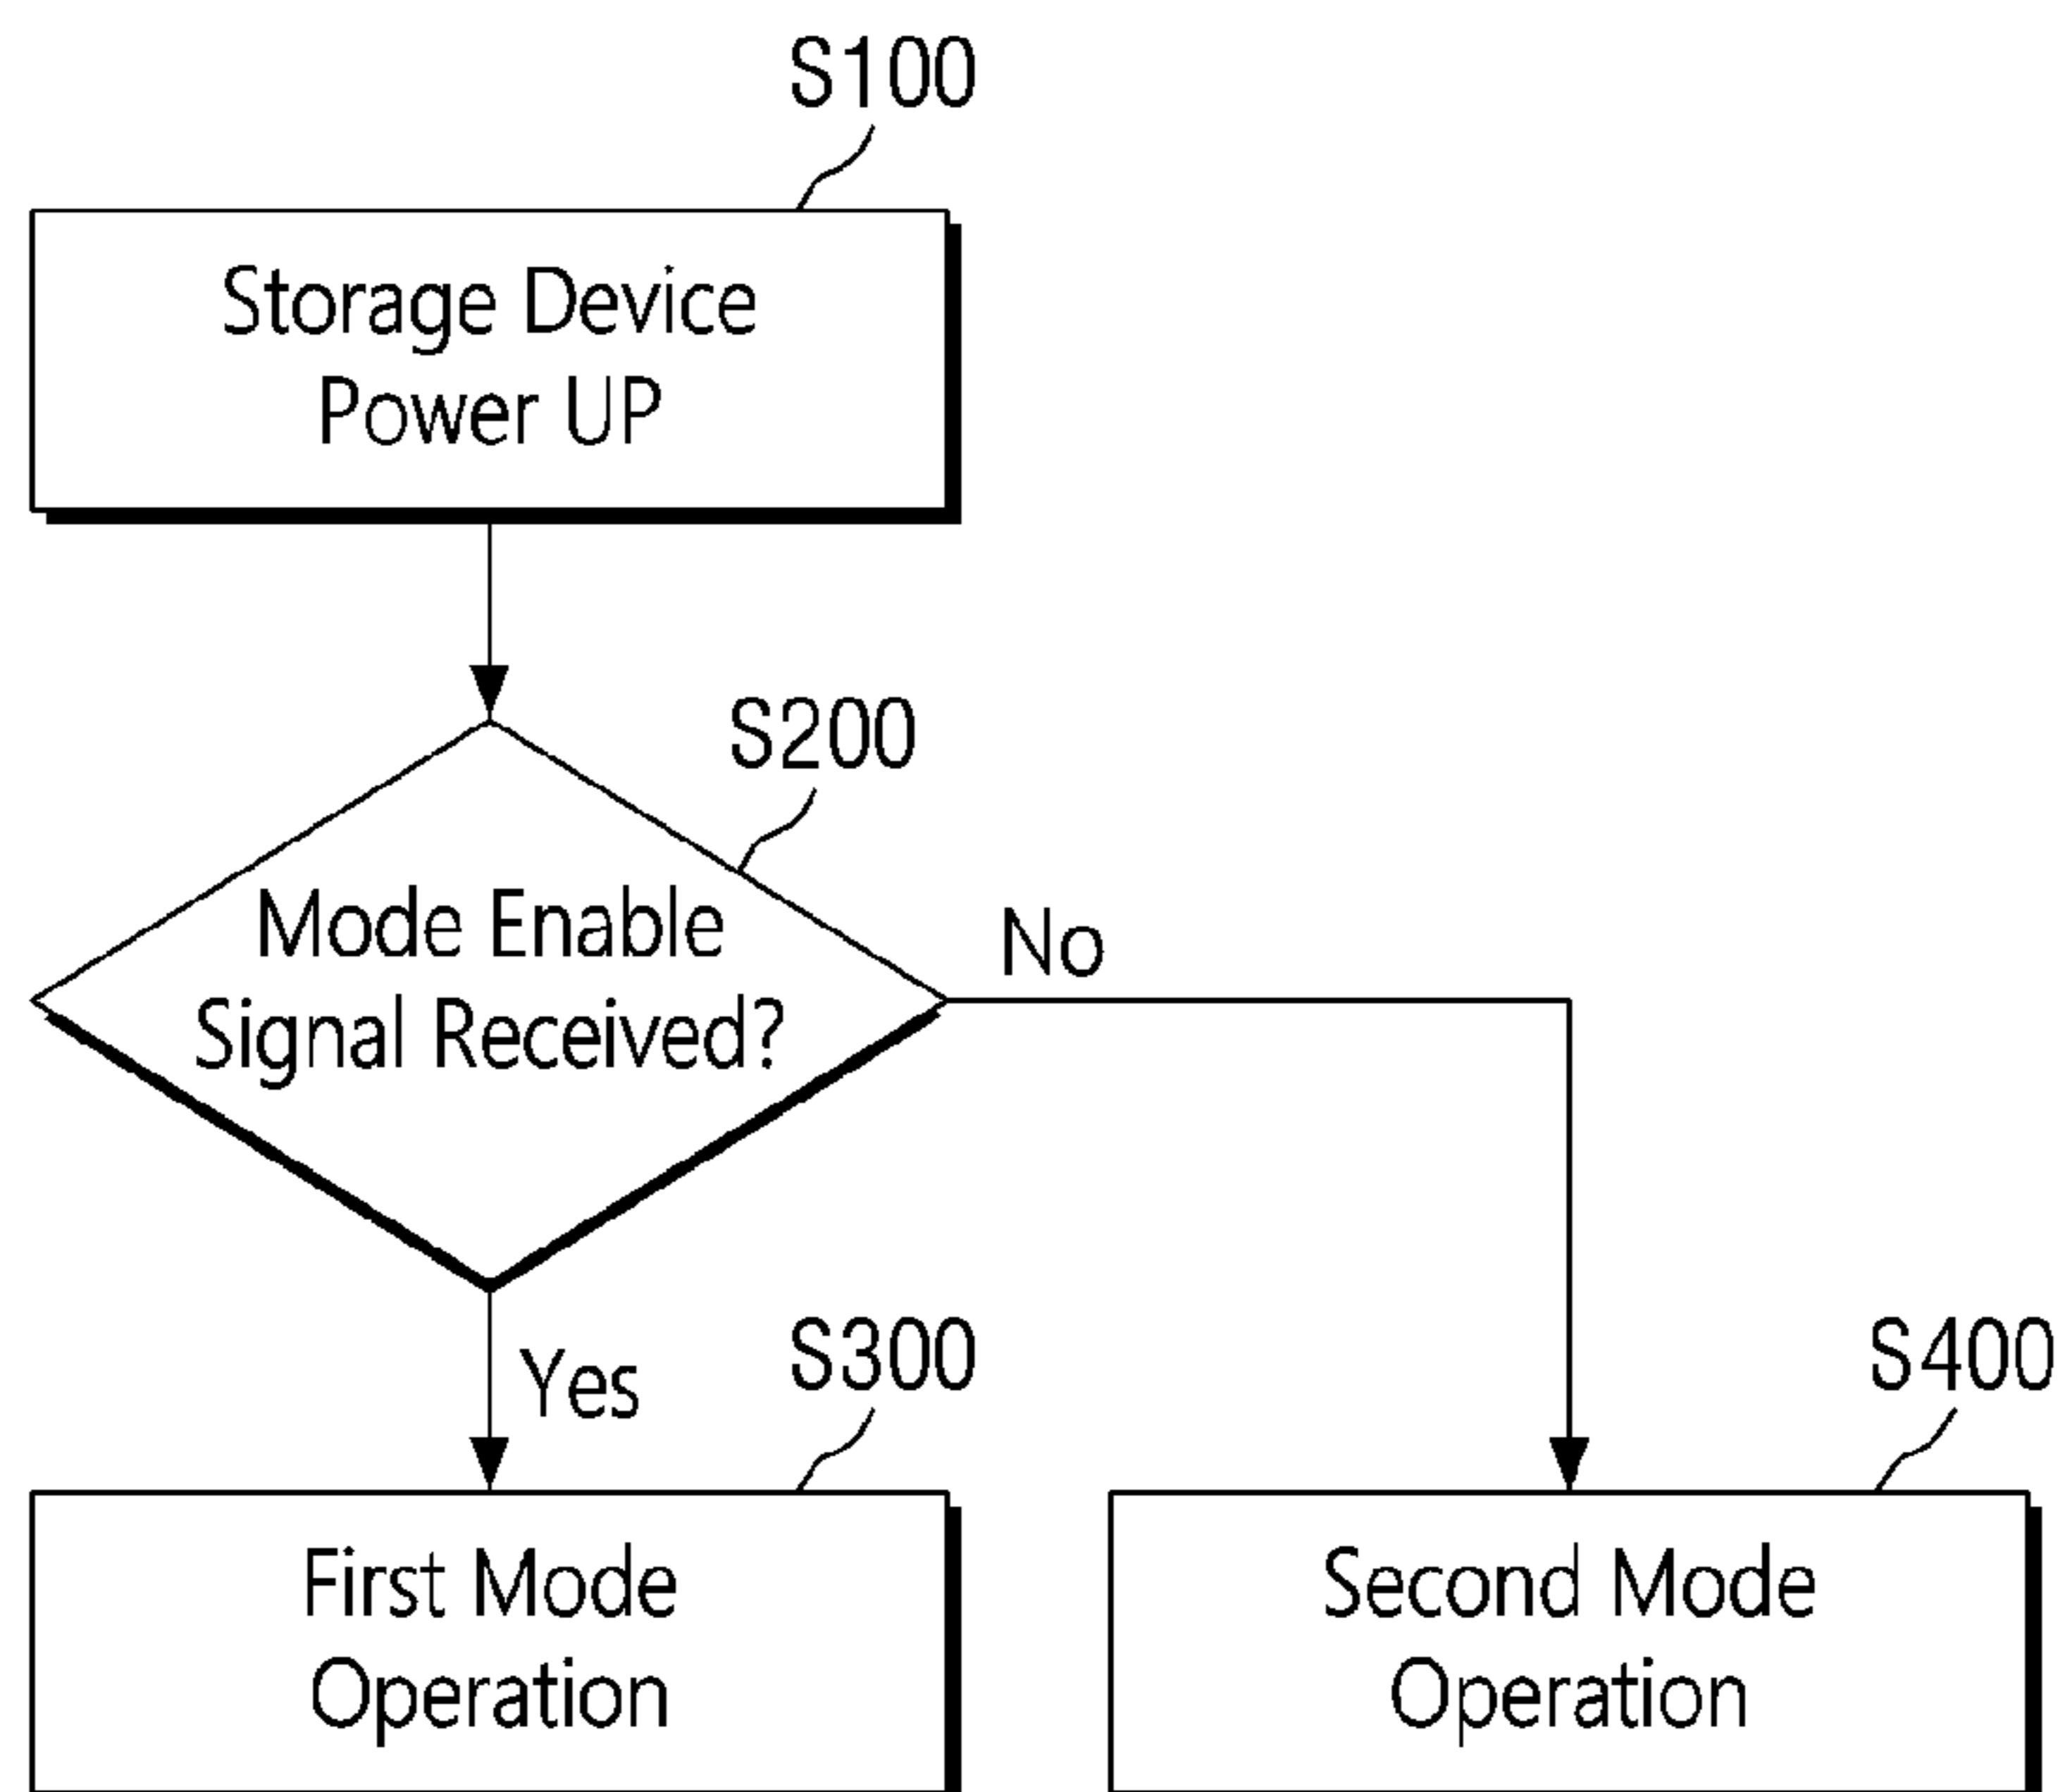 S100
Storage Device
Power UP
S200
Mode Enable
Signal Received?
No
Yes
S300
First Mode
Operation
S400
Second Mode
Operation